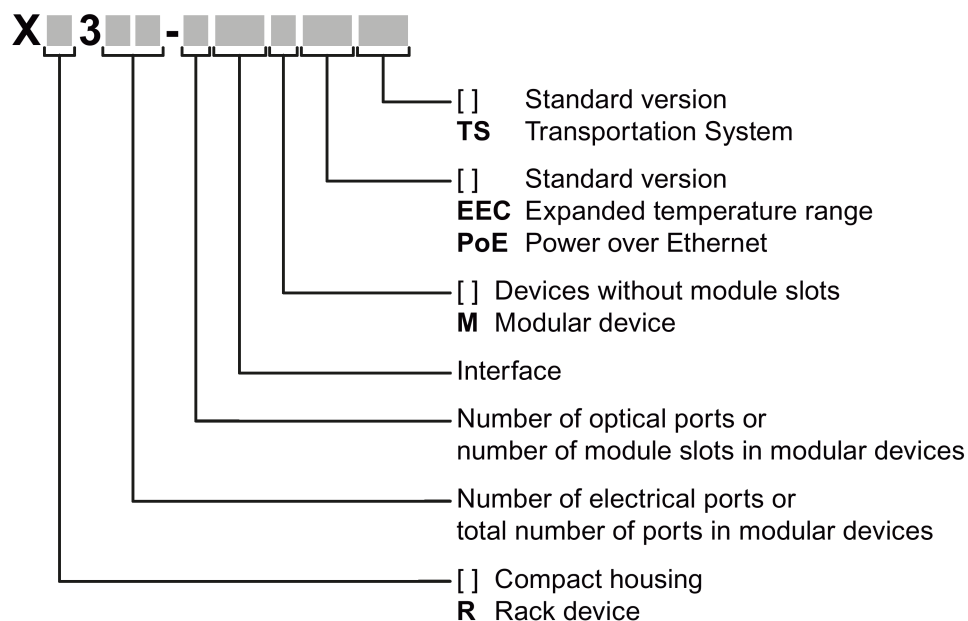 X 3 -
[ ] Standard version
TS Transportation System
[ ] Standard version
EEC Expanded temperature range
PoE Power over Ethernet
[ ] Devices without module slots
M Modular device
Interface
Number of optical ports or
number of module slots in modular devices
Number of electrical ports or
total number of ports in modular devices
[ ] Compact housing
R Rack device